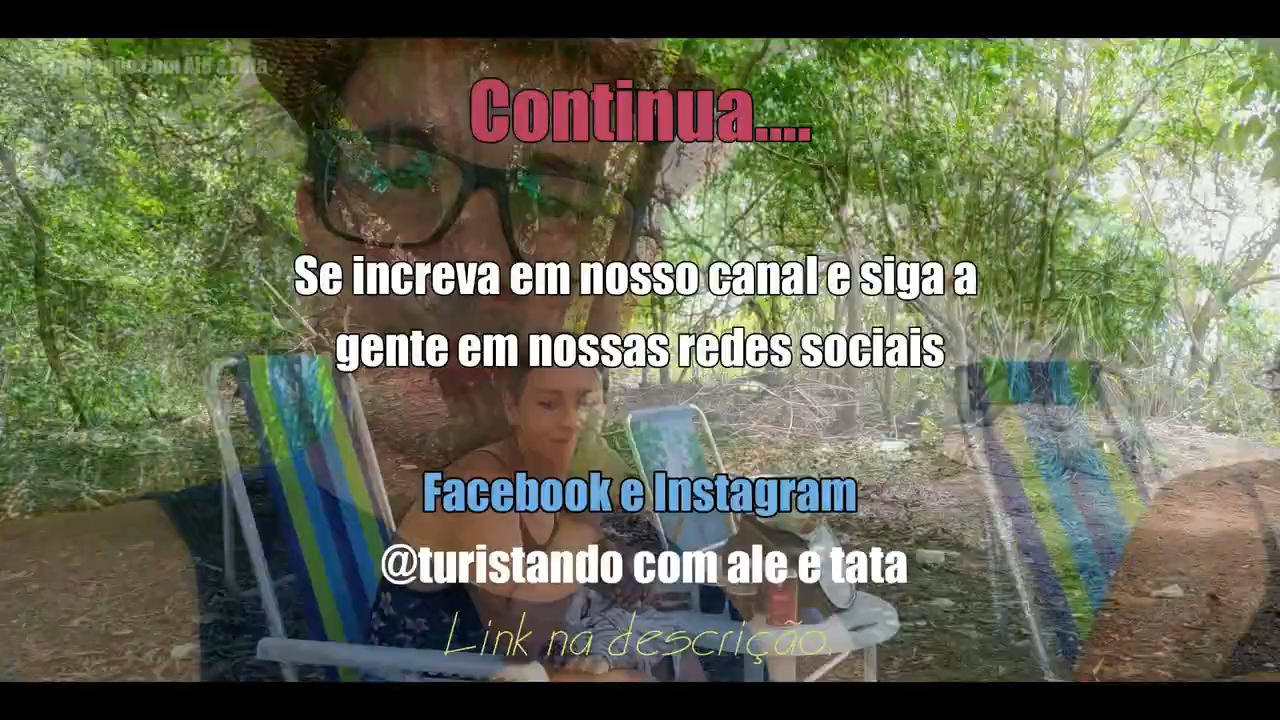 Continua....
Se increva em nosso canal e siga a
gente em nossas redes sociais
Facebook e Instagram
@turistando com ale e tata
Link na descrição.